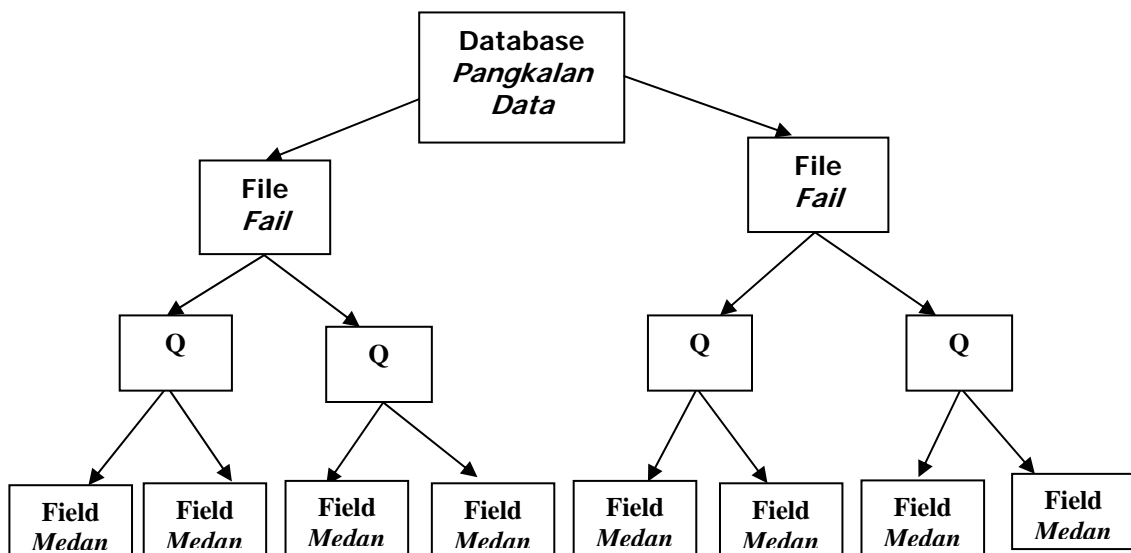 Database
Pangkalan
Data
File
Fail
File
Fail
Q
Q
Q
Q
Field
Medan
Field
Medan
Field
Medan
Field
Medan
Field
Medan
Field
Medan
Field
Medan
Field
Medan